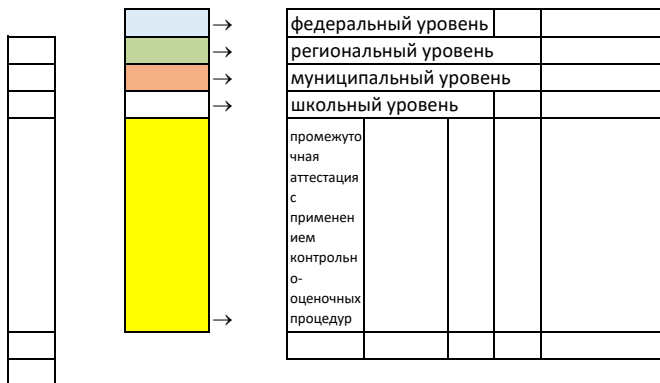 → федеральный уровень
→ региональный уровень
→ муниципальный уровень
→ школьный уровень
промежуто
чная
аттестация
с
применен
ием
контрольн
о-
оценочных
→ процедур